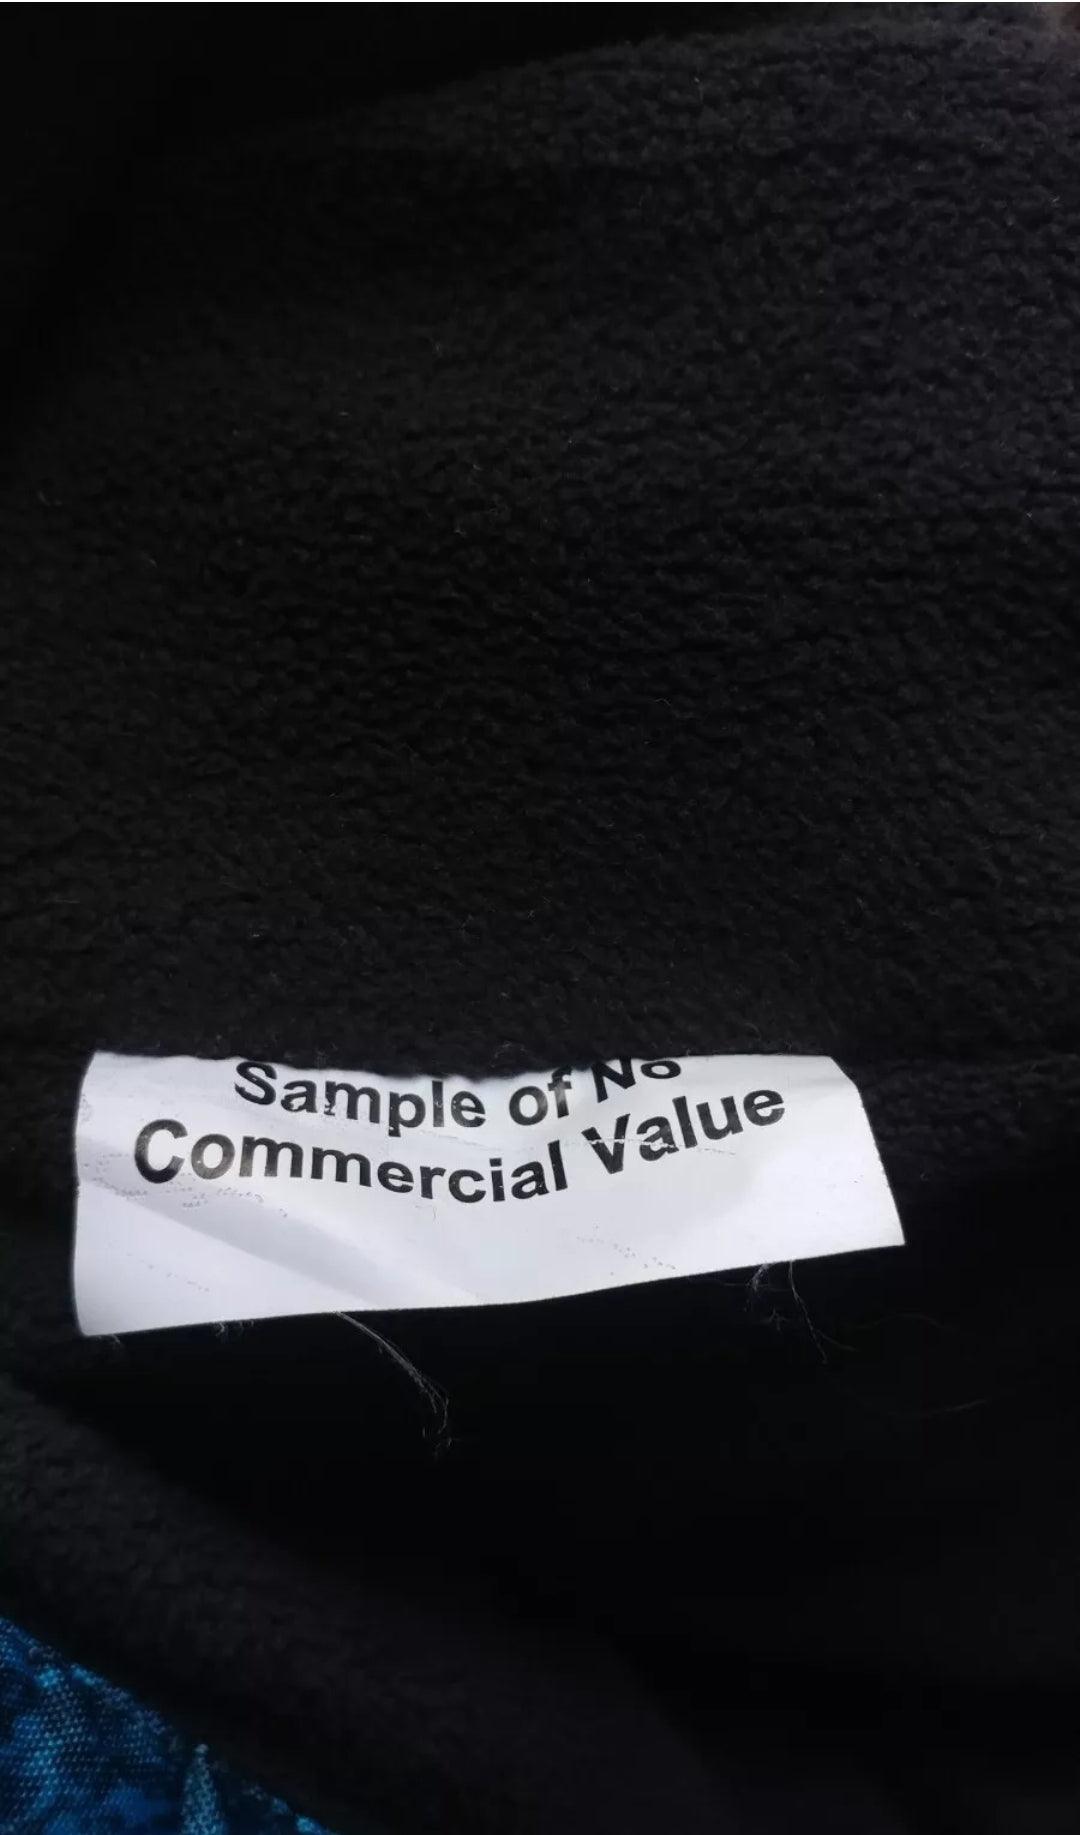 Sample of No
Commercial Value